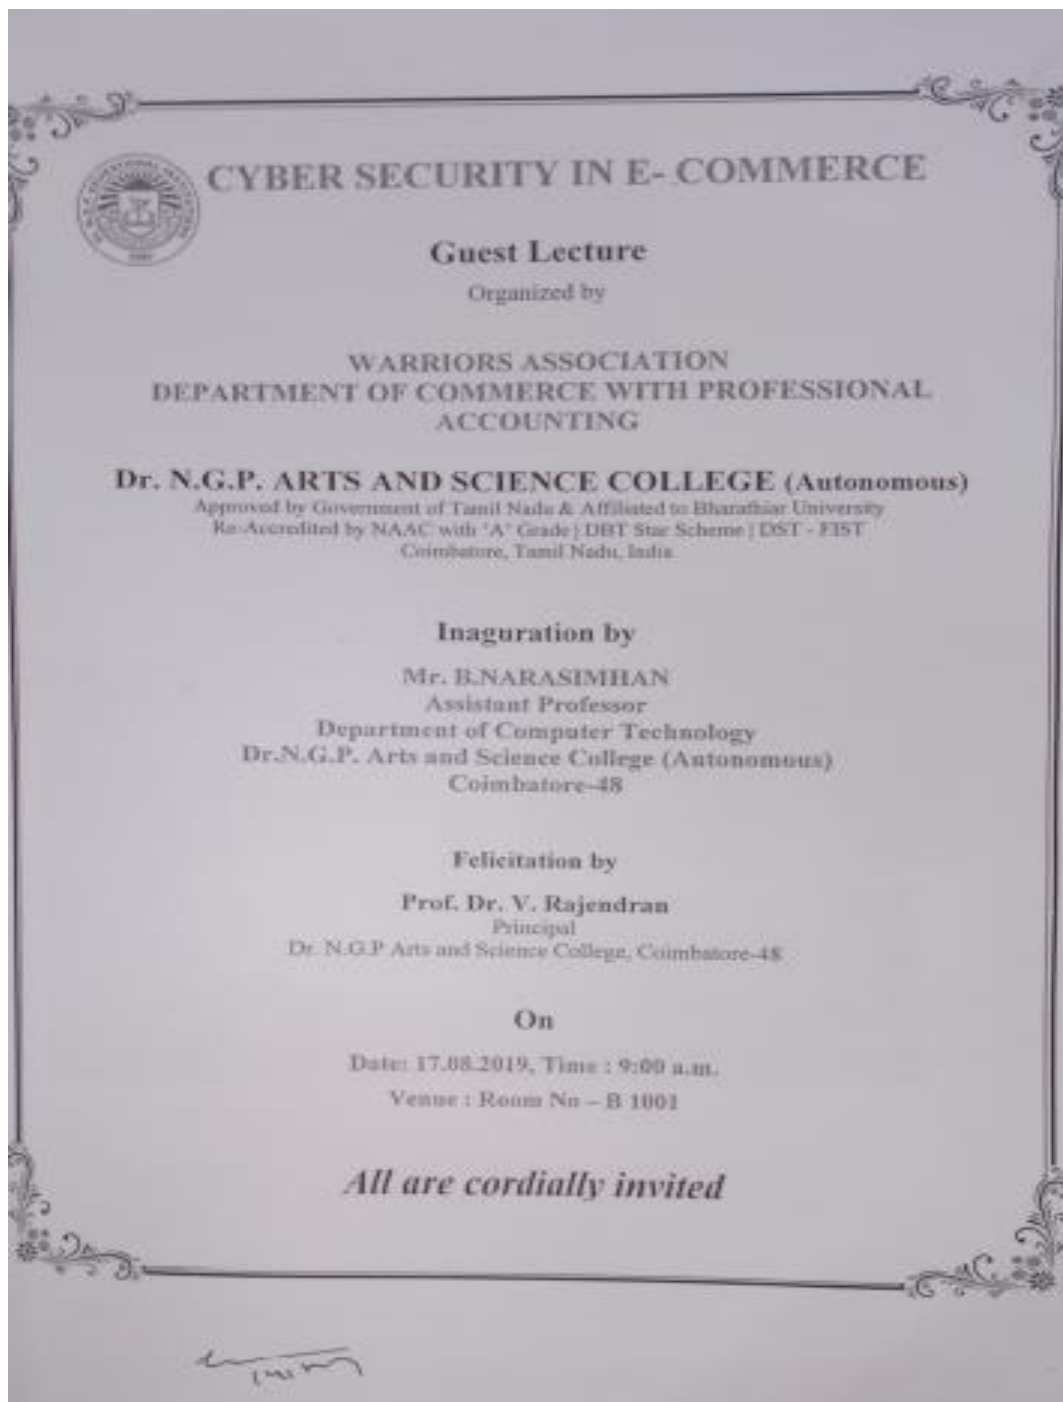 CYBER SECURITY IN E- COMMERCE
Guest Lecture
Organized by
WARRIORS ASSOCIATION
DEPARTMENT OF COMMERCE WITH PROFESSIONAL
ACCOUNTING
Dr. N.G.P. ARTS AND SCIENCE COLLEGE (Autonomous)
Approved by Government of Tamil Nadu & Affiliated to Bharathiar University
Re-Accredited by NAAC with "A" Grade | DBT Star Scheme | DST - FIST
Coimbatore, Tamil Nadu, India
Inaguration by
Mr. B.NARASIMHAN
Assistant Professor
Department of Computer Technology
Dr.N.G.P. Arts and Science College (Autonomous)
Coimbatore-48
Felicitation by
Prof. Dr. V. Rajendran
Principal
Dr. N.G.P Arts and Science College, Coimbatore-48
On
Date: 17.08.2019, Time : 9:00 a.m.
Venue : Room No – B 1001
All are cordially invited